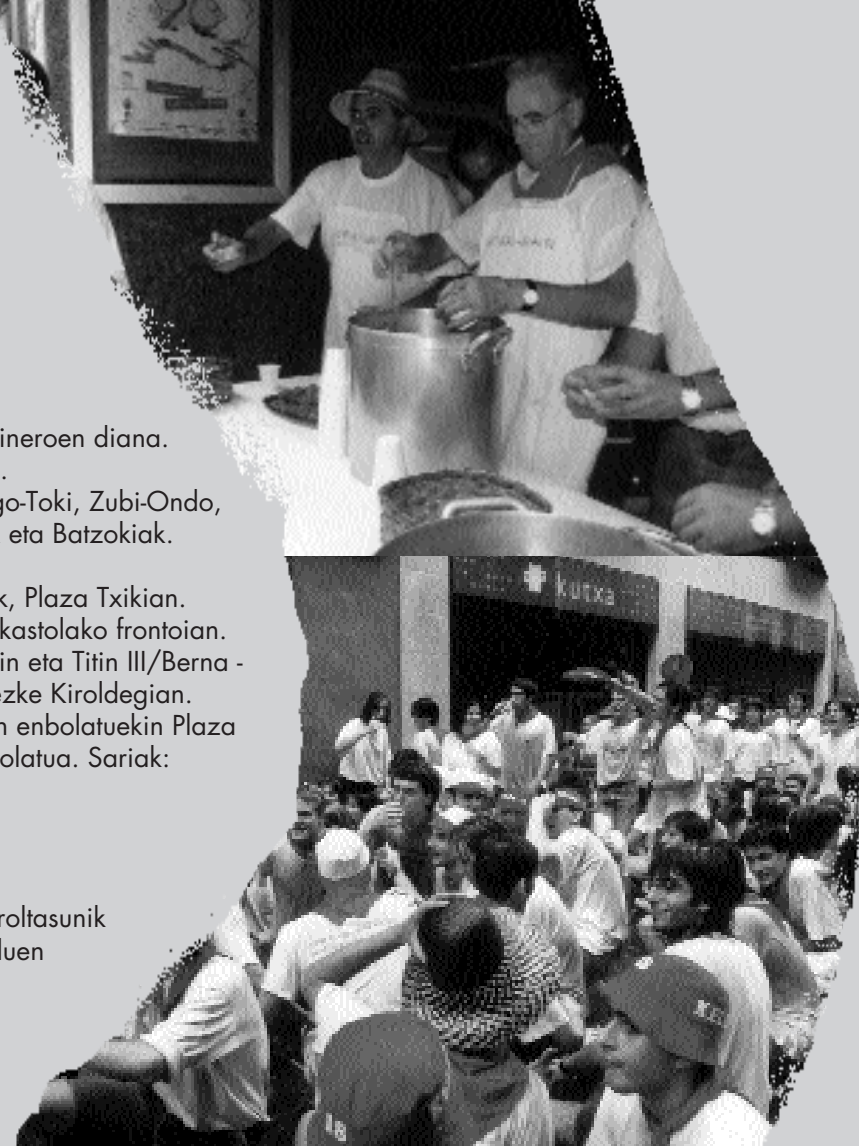 ineroen diana.
.
go-Toki, Zubi-Ondo,
eta Batzokiak.
k, Plaza Txikian.
kastolako frontoian.
in eta Titin III/Berna -
ezke Kiroldegian.
n enbolatuekin Plaza
olatua. Sariak:
roltasunik
luen
kutxa